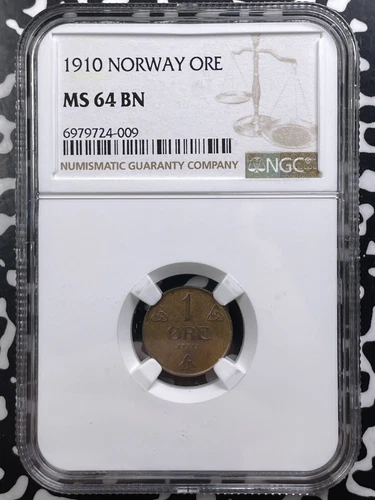 1910 NORWAY ORE
MS 64 BN
6979724-009
NUMISMATIC GUARANTY COMPANY
NGC
1
ØRE